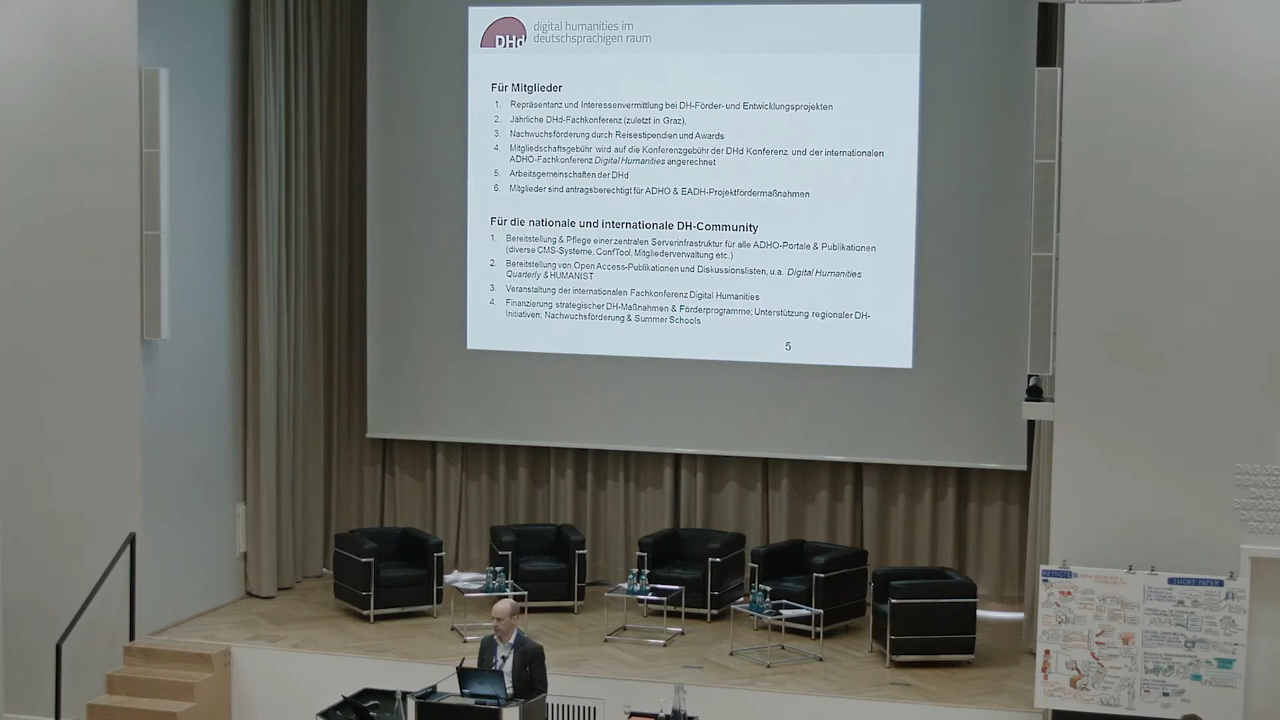 DHd digital humanities im
deutschsprachigen raum
Für Mitglieder
1. Repräsentanz und Interessenvermittlung bei DH-Förder- und Entwicklungsprojekten
2. Jährliche DHd-Fachkonferenz (zuletzt in Graz),
3. Nachwuchsförderung durch Reisestipendien und Awards
4. Mitgliedschaftsgebühr wird auf die Konferenzgebühr der DHd Konferenz und der internationalen
ADHO-Fachkonferenz Digital Humanities angerechnet
5. Arbeitsgemeinschaften der DHd
6. Mitglieder sind antragsberechtigt für ADHO & EADH-Projektfördermaßnahmen
Für die nationale und internationale DH-Community
1. Bereitstellung & Pflege einer zentralen Serverinfrastruktur für alle ADHO-Portale & Publikationen
(diverse CMS-Systeme, ConfTool, Mitgliederverwaltung etc.)
2. Bereitstellung von Open Access-Publikationen und Diskussionslisten, u.a. Digital Humanities
Quarterly & HUMANIST
3. Veranstaltung der internationalen Fachkonferenz Digital Humanities
4. Finanzierung strategischer DH-Maßnahmen & Förderprogramme; Unterstützung regionaler DH-
Initiativen; Nachwuchsförderung & Summer Schools
5
KEYNOTE
SHORT PAPER